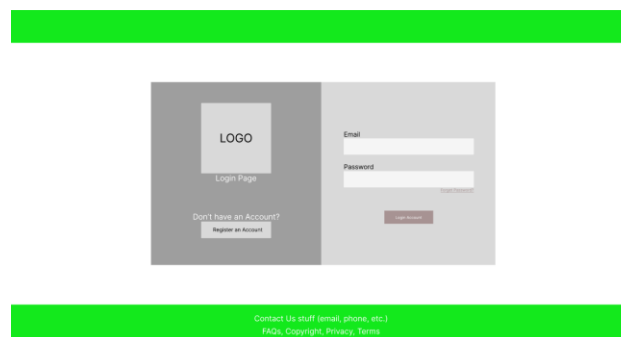 LOGO
Login Page
Don't have an Account?
Register an Account
Email
Password
Forgot Password?
Login Account
Contact Us stuff (email, phone, etc.)
FAQs, Copyright, Privacy, Terms